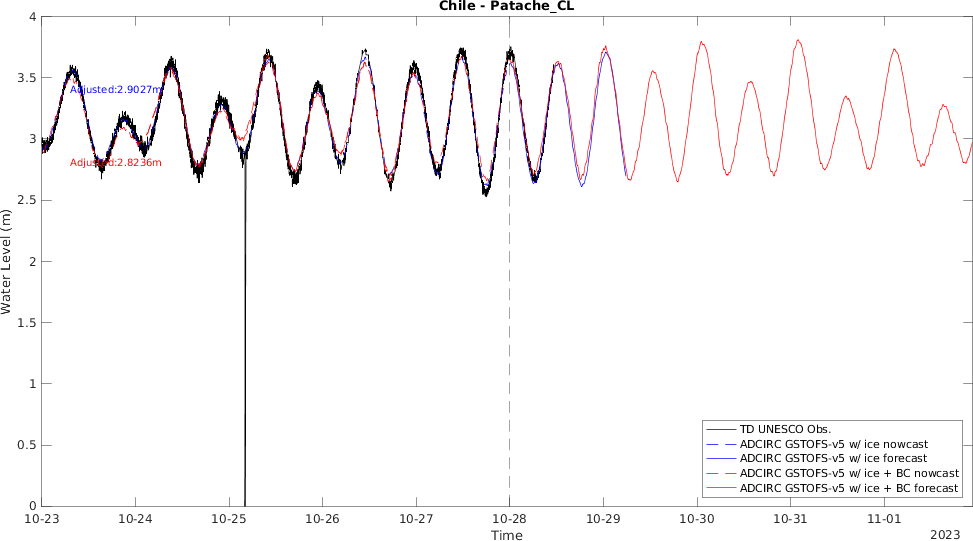 Chile - Patache_CL
4
3.5
3
2.5
2
1.5
1
0.5
0
Water Level (m)
Adjusted:2.9027m
Adjusted:2.8236m
TD UNESCO Obs.
ADCIRC GSTOFS-v5 w/ ice nowcast
ADCIRC GSTOFS-v5 w/ ice forecast
ADCIRC GSTOFS-v5 w/ ice + BC nowcast
ADCIRC GSTOFS-v5 w/ ice + BC forecast
10-23 10-24 10-25 10-26 10-27 10-28 10-29 10-30 10-31 11-01
Time
2023